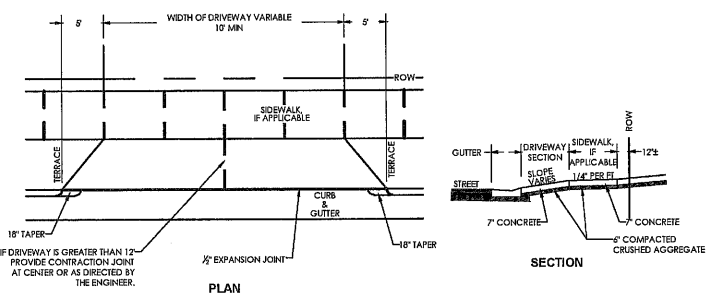 5'
WIDTH OF DRIVEWAY VARIABLE
10' MIN
5'
ROW
SIDEWALK,
IF APPLICABLE
TERRACE
TERRACE
CURB
&
GUTTER
18" TAPER
18" TAPER
IF DRIVEWAY IS GREATER THAN 12'
PROVIDE CONTRACTION JOINT
AT CENTER OR AS DIRECTED BY
THE ENGINEER.
½" EXPANSION JOINT
PLAN
ROW
GUTTER
DRIVEWAY
SECTION
SIDEWALK,
IF
APPLICABLE
12"±
STREET
SLOPE
VARIES
1/4" PER FT
7" CONCRETE
7" CONCRETE
6" COMPACTED
CRUSHED AGGREGATE
SECTION